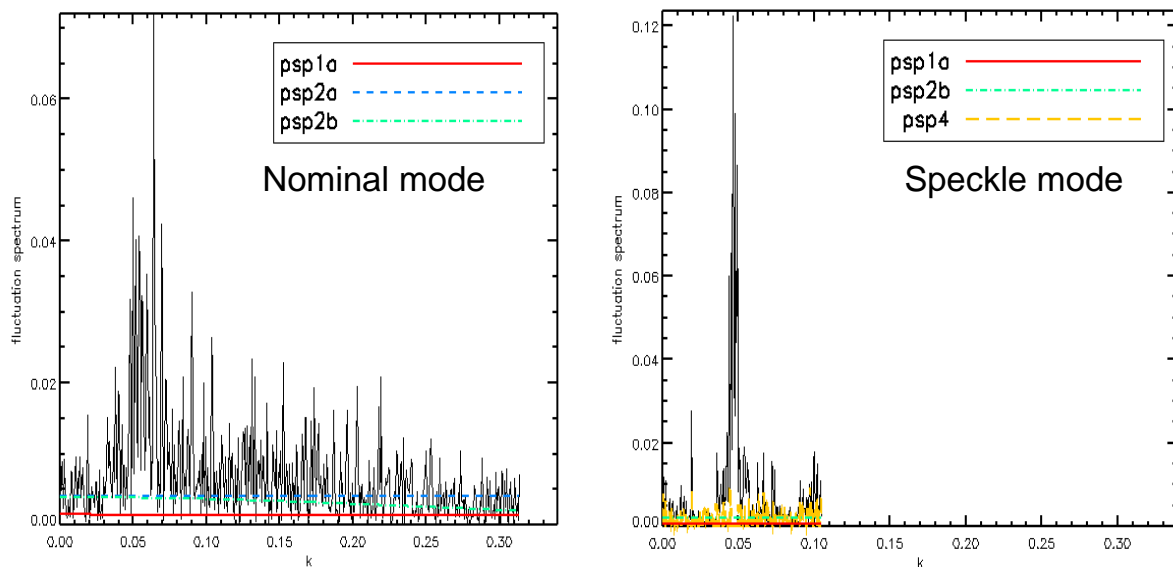 psp1a
psp2a
psp2b
Nominal mode
fluctuation spectrum
0.06
0.04
0.02
0.00
0.00 0.05 0.10 0.15 0.20 0.25 0.30
k
psp1a
psp2b
psp4
Speckle mode
fluctuation spectrum
0.12
0.10
0.08
0.06
0.04
0.02
0.00
0.00 0.05 0.10 0.15 0.20 0.25 0.30
k